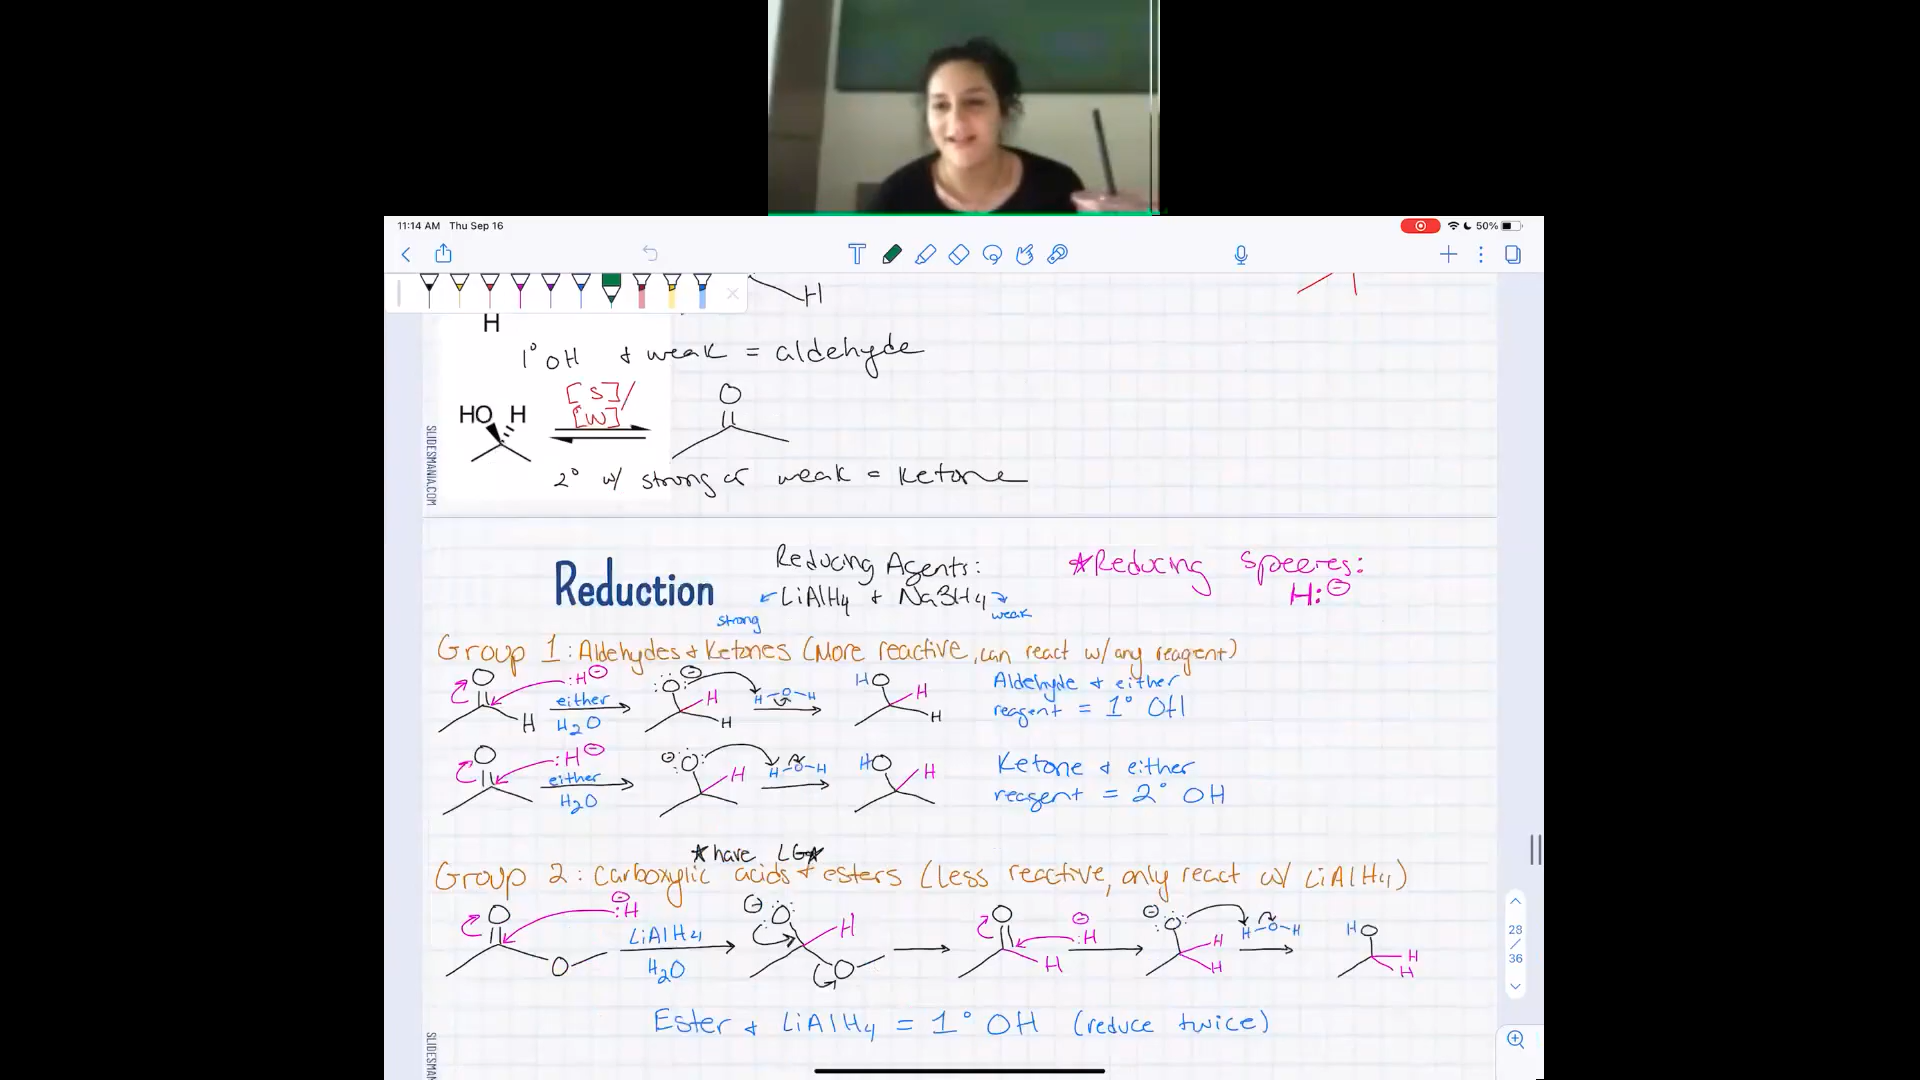 11:14 AM Thu Sep 16
50%
H
H
1° OH + weak = aldehyde
[S]/
[W]
O
HO H
2° w/ strong or weak = Ketone
SLIDESMANIA.COM
Reduction
Reducing Agents:
LiAlH4 + NaBH4
strong
weak
*Reducing Species:
H:⊖
Group 1: Aldehydes + Ketones (More reactive, can react w/ any reagent)
O :H⊖ either H2O H
:O:⊖ H H H-O-H
HO H H
Aldehyde + either
reagent = 1° OH
O :H⊖ either H2O
⊖:O: H H-O-H
HO H
Ketone + either
reagent = 2° OH
*have LG*
Group 2: Carboxylic acids + esters (Less reactive, only react w/ LiAlH4)
O ⊖:H O LiAlH4 H2O
⊖:O: H O
O ⊖:H H
⊖:O: H H H-O-H
HO H H
Ester + LiAlH4 = 1° OH (reduce twice)
28
/
36
SLIDESM